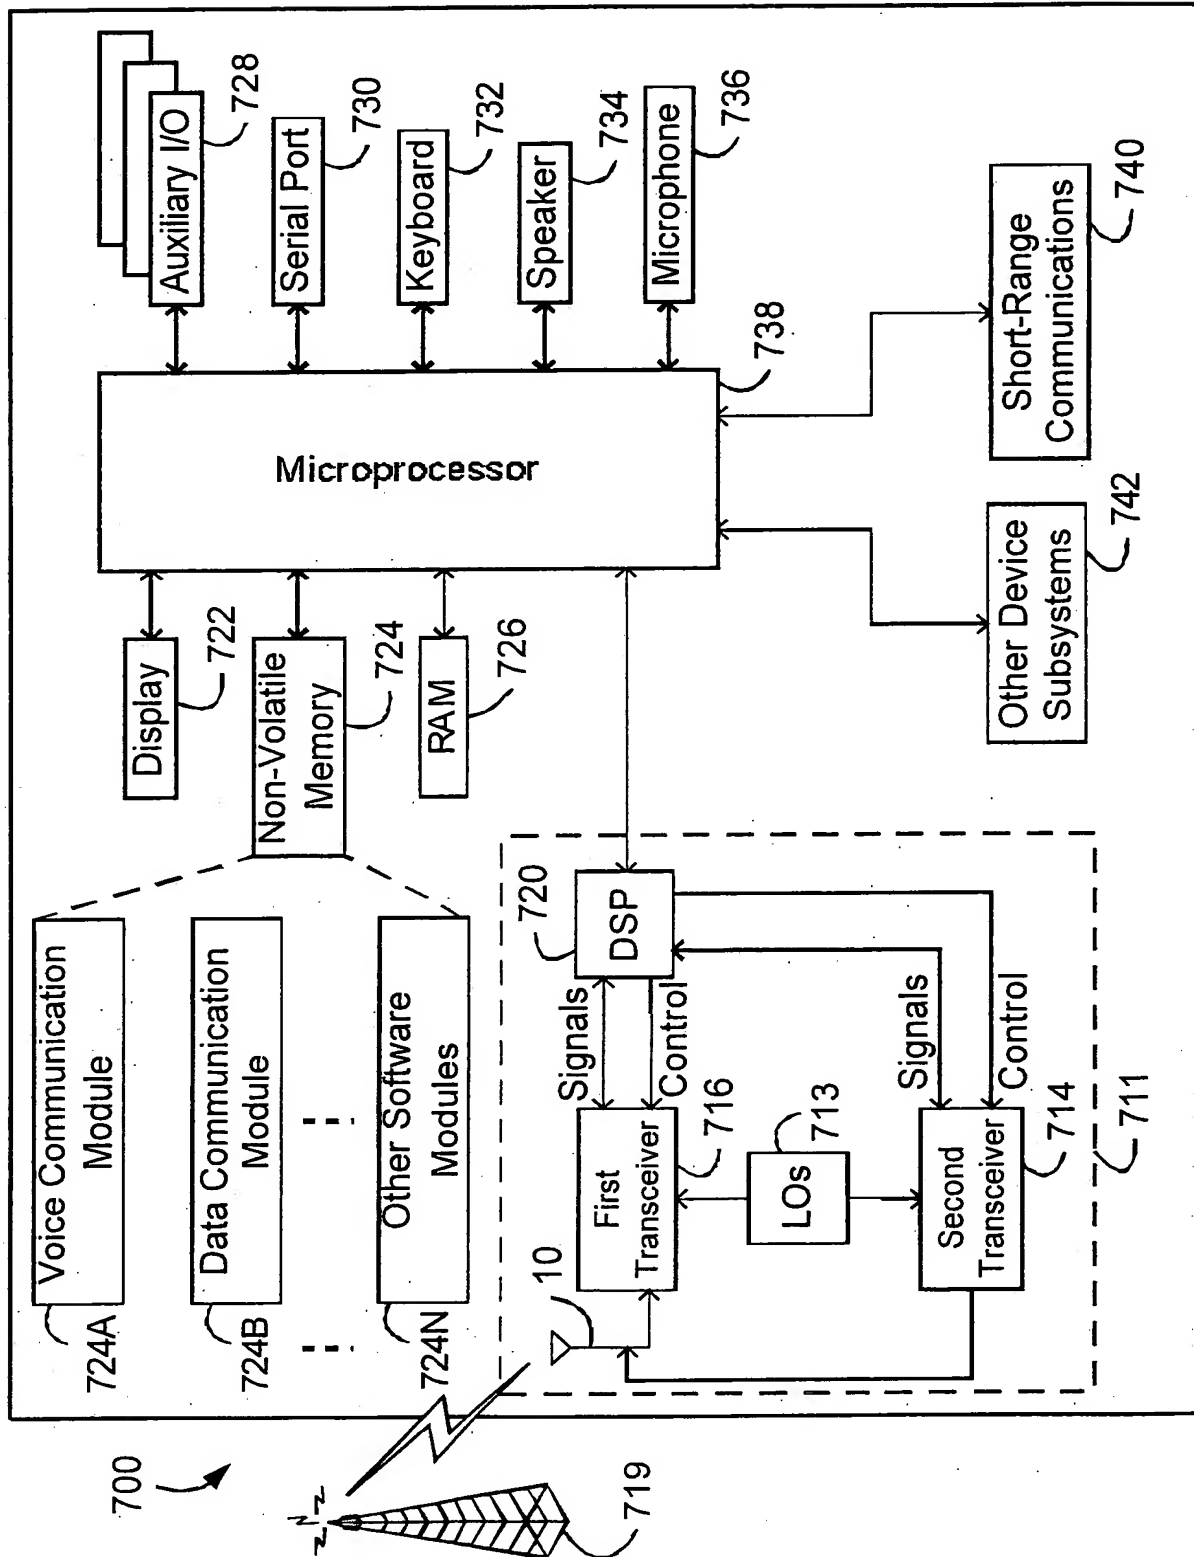 700
719
Voice Communication
Module
724A
Data Communication
Module
724B
Other Software
Modules
724N
Display
722
Non-Volatile
Memory
724
RAM
726
Microprocessor
738
Auxiliary I/O
728
Serial Port
730
Keyboard
732
Speaker
734
Microphone
736
10
First
Transceiver
716
Signals
Control
DSP
720
LOs
713
Second
Transceiver
714
Signals
Control
711
Other Device
Subsystems
742
Short-Range
Communications
740